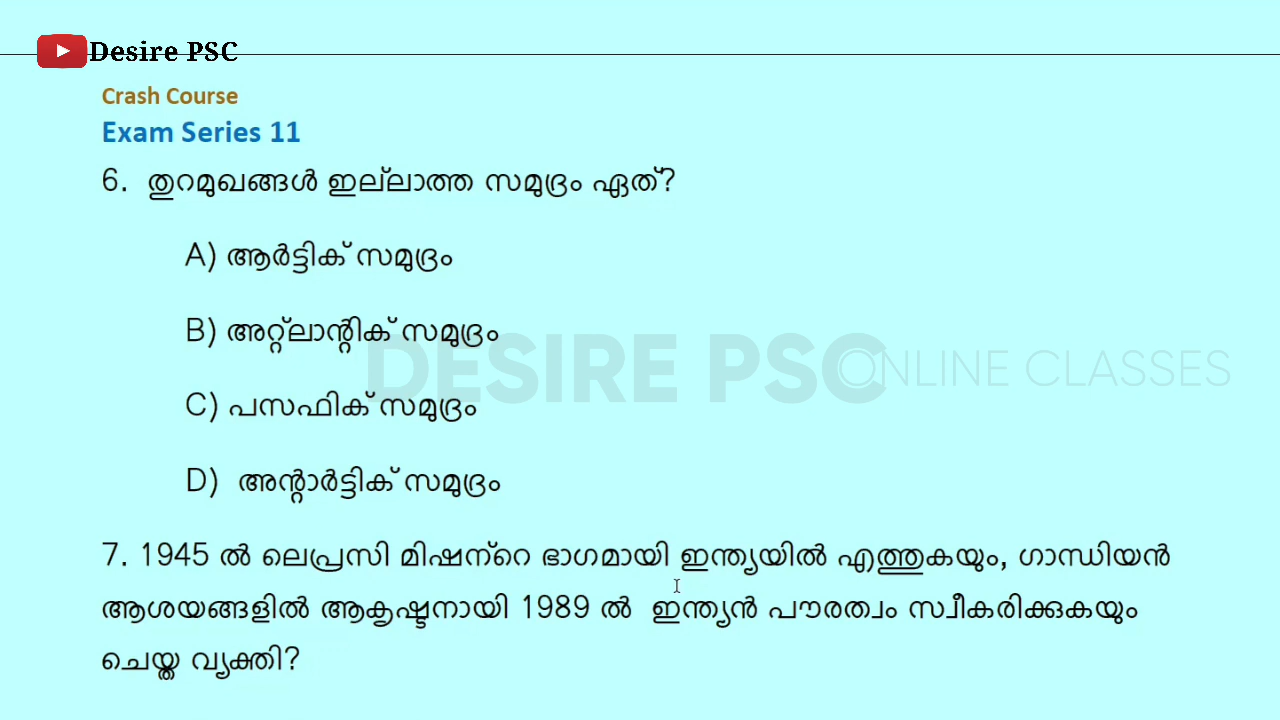 Desire PSC
Crash Course
Exam Series 11
6. തുറമുഖങ്ങൾ ഇല്ലാത്ത സമുദ്രം ഏത്?
A) ആർട്ടിക് സമുദ്രം
B) അറ്റ്ലാന്റിക് സമുദ്രം
DESIRE PSC ONLINE CLASSES
C) പസഫിക് സമുദ്രം
D) അന്റാർട്ടിക് സമുദ്രം
7. 1945 ൽ ലെപ്രസി മിഷന്റെ ഭാഗമായി ഇന്ത്യയിൽ എത്തുകയും, ഗാന്ധിയൻ
ആശയങ്ങളിൽ ആകൃഷ്ടനായി 1989 ൽ ഇന്ത്യൻ പൗരത്വം സ്വീകരിക്കുകയും
ചെയ്ത വ്യക്തി?